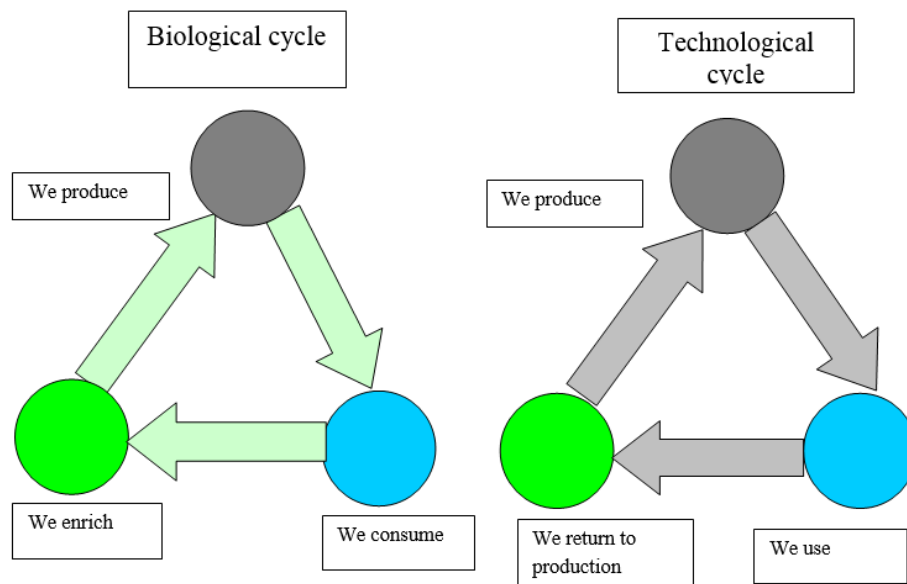 Biological cycle
Technological
cycle
We produce
We produce
We enrich
We consume
We return to
production
We use